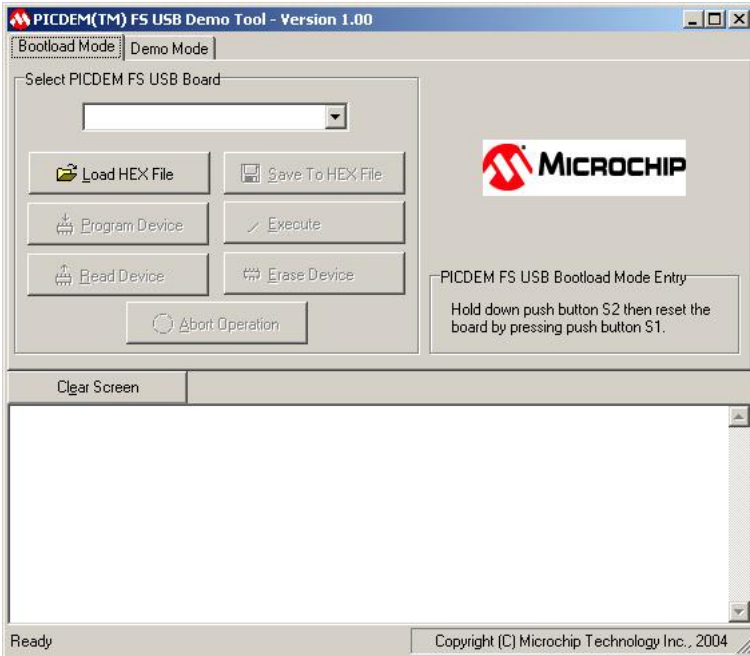 PICDEM(TM) FS USB Demo Tool - Version 1.00
Bootload Mode
Demo Mode
Select PICDEM FS USB Board
Load HEX File
Save To HEX File
Program Device
Execute
Read Device
Erase Device
Abort Operation
MICROCHIP
PICDEM FS USB Bootload Mode Entry
Hold down push button S2 then reset the
board by pressing push button S1.
Clear Screen
Ready
Copyright (C) Microchip Technology Inc., 2004